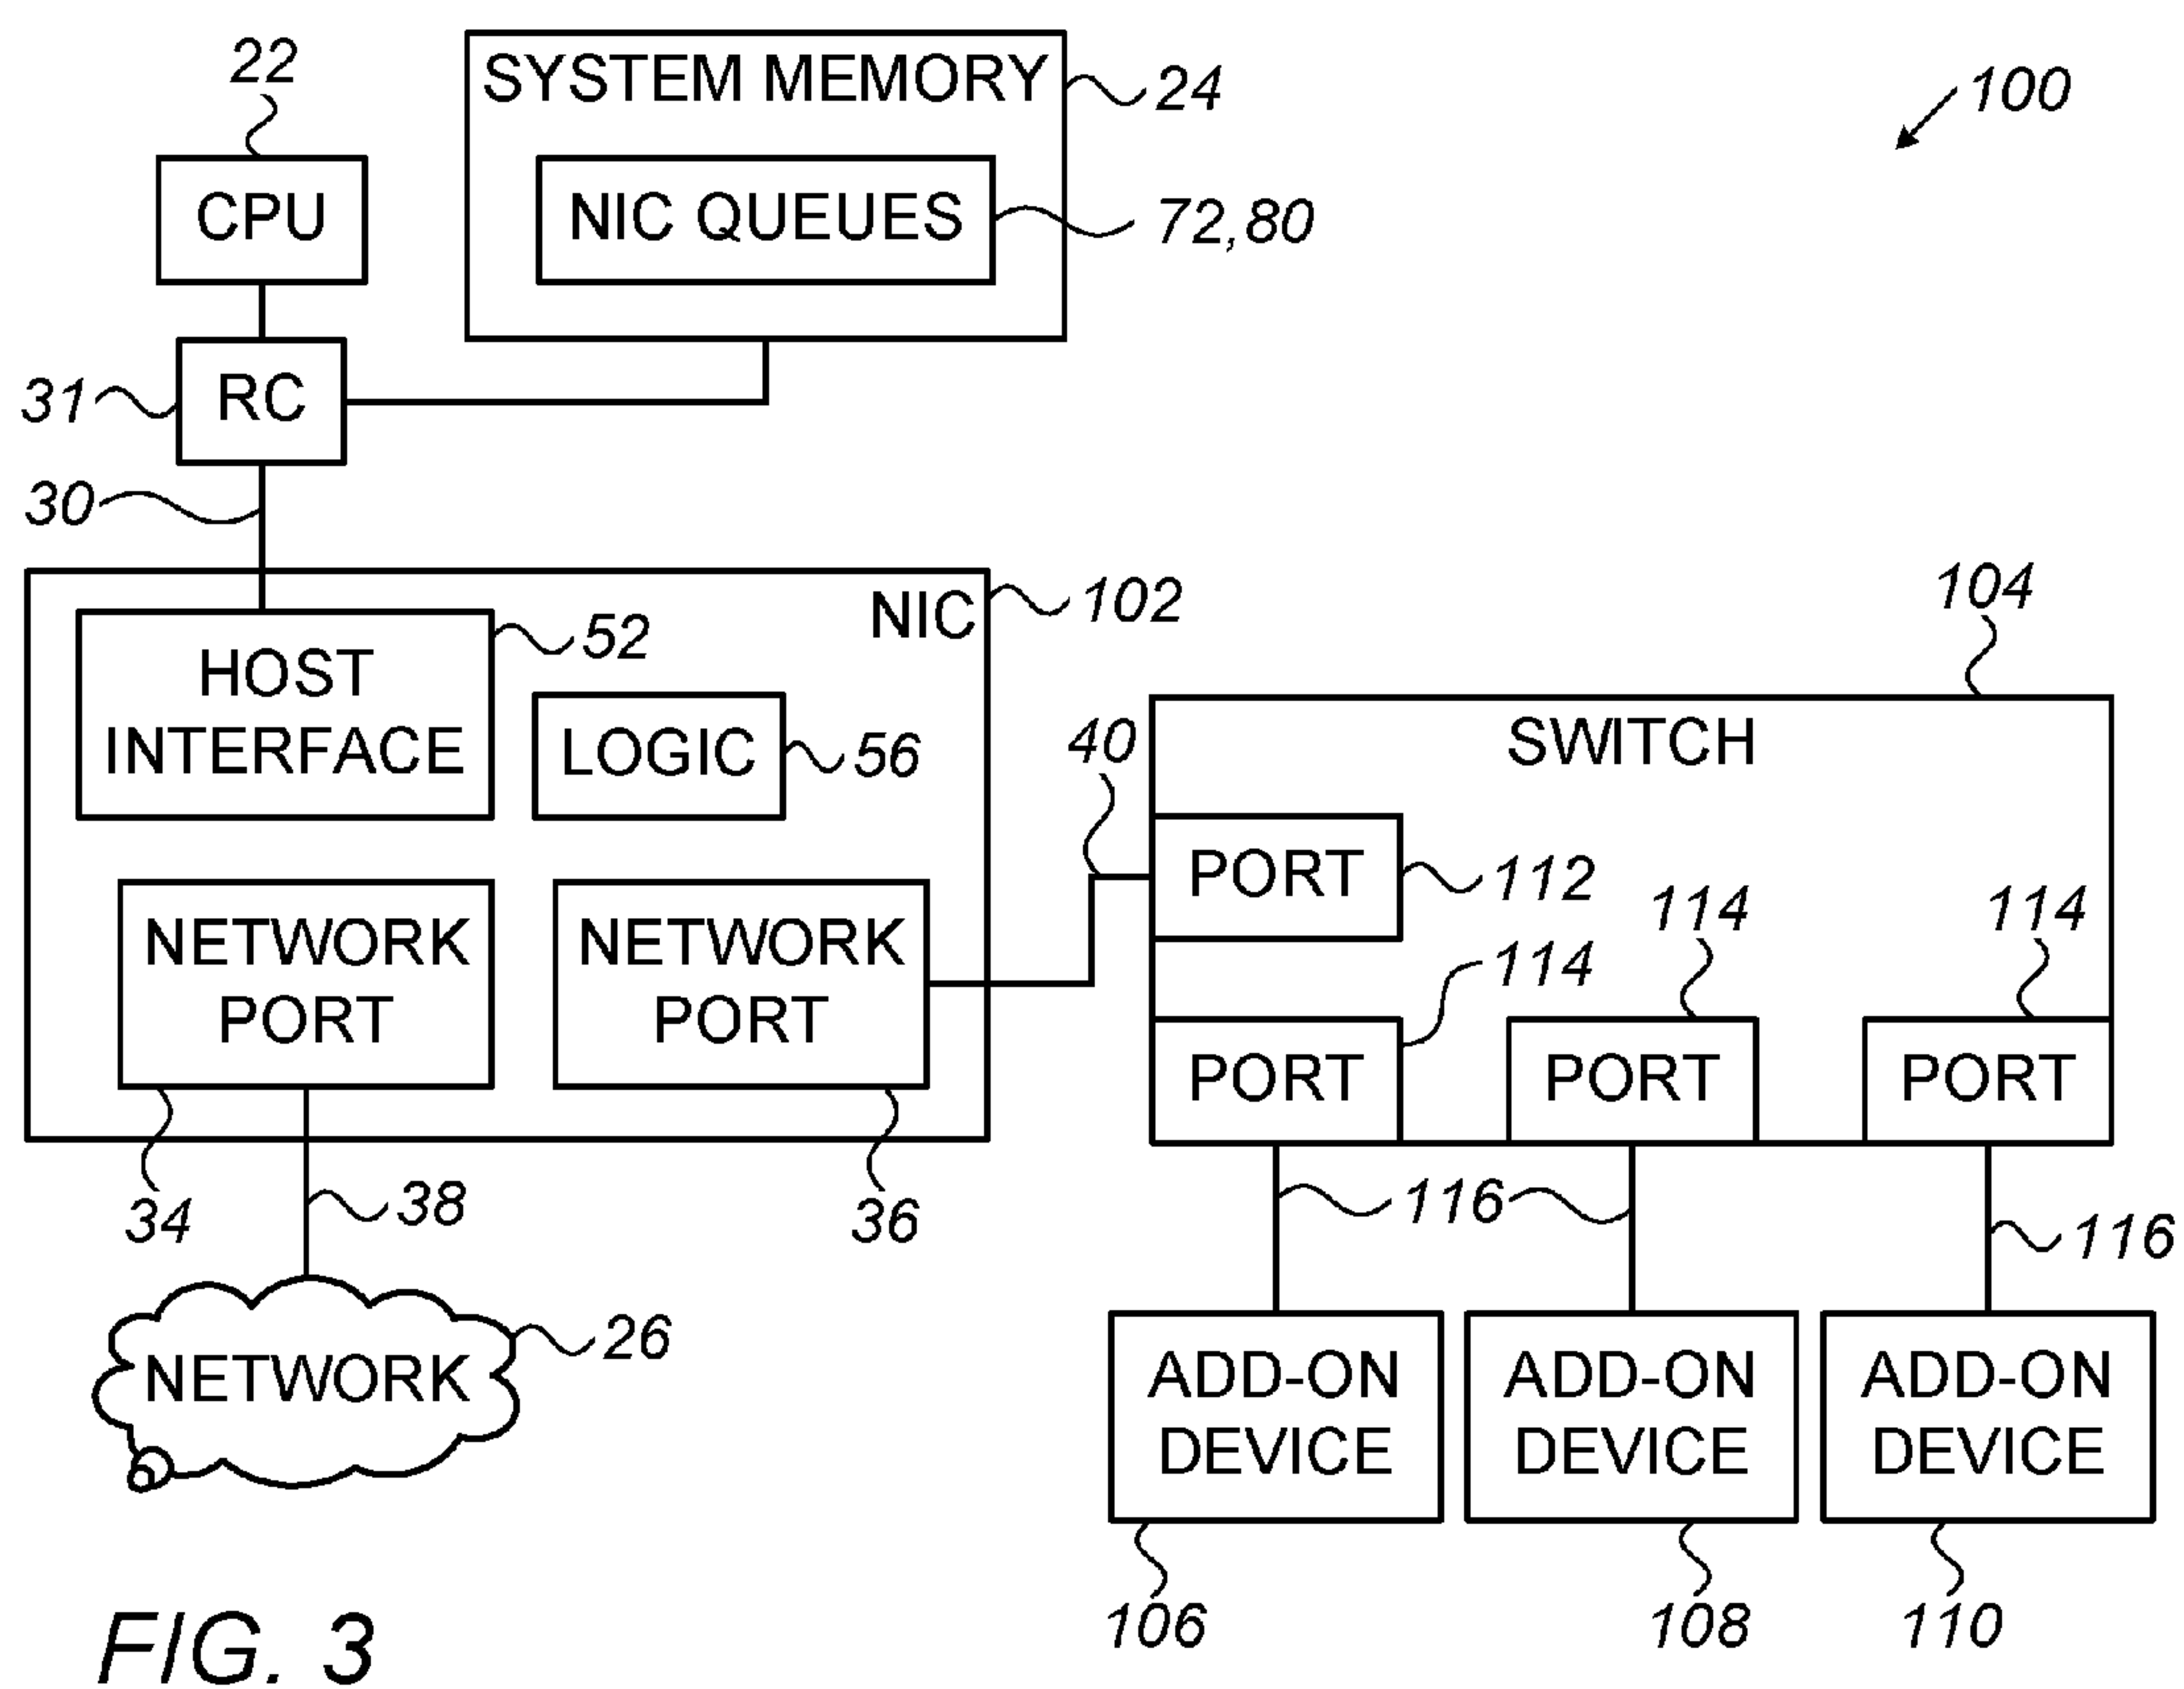 22
SYSTEM MEMORY
24
100
CPU
NIC QUEUES
72,80
31
RC
30
NIC
102
104
HOST
INTERFACE
52
LOGIC
56
40
SWITCH
PORT
112
114
114
114
NETWORK
PORT
NETWORK
PORT
PORT
PORT
PORT
34
38
36
116
116
NETWORK
26
ADD-ON
DEVICE
ADD-ON
DEVICE
ADD-ON
DEVICE
106
108
110
FIG. 3